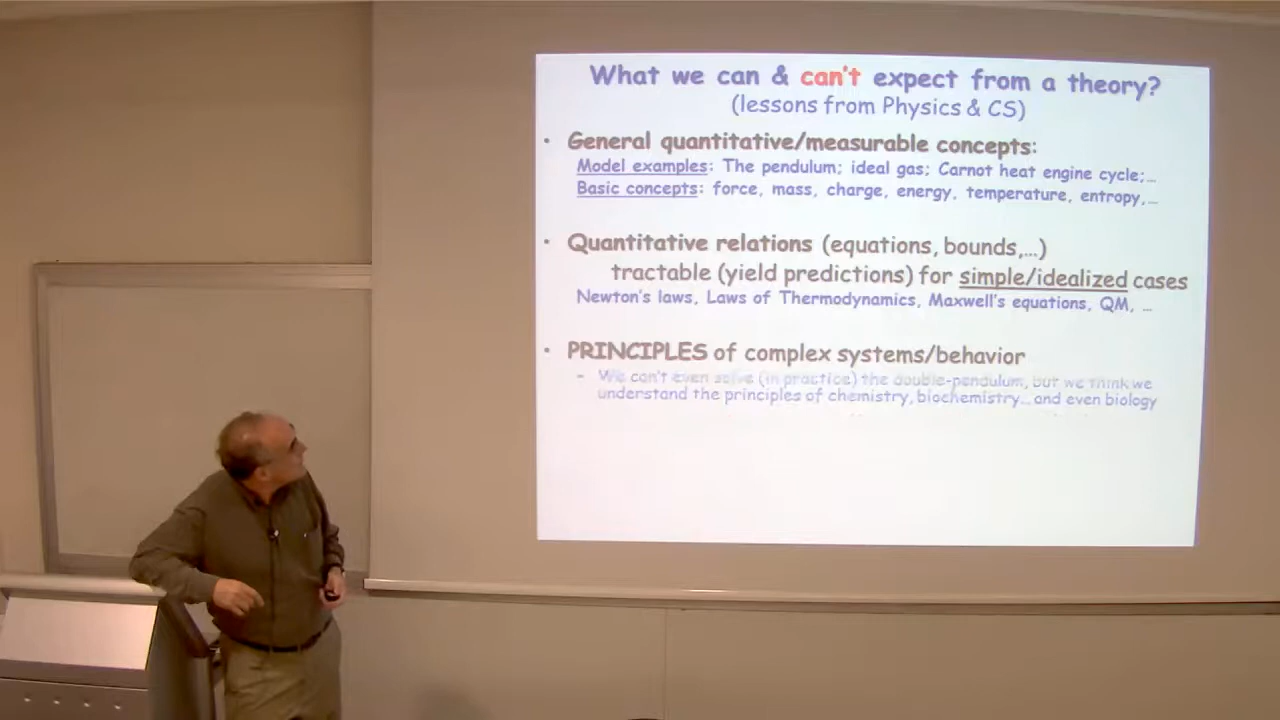 What we can & can't expect from a theory?
(lessons from Physics & CS)
• General quantitative/measurable concepts:
Model examples: The pendulum; ideal gas; Carnot heat engine cycle;...
Basic concepts: force, mass, charge, energy, temperature, entropy,...
• Quantitative relations (equations, bounds,...)
tractable (yield predictions) for simple/idealized cases
Newton's laws, Laws of Thermodynamics, Maxwell's equations, QM, ...
• PRINCIPLES of complex systems/behavior
- We can't even solve (in practice) the double-pendulum, but we think we
understand the principles of chemistry, biochemistry... and even biology